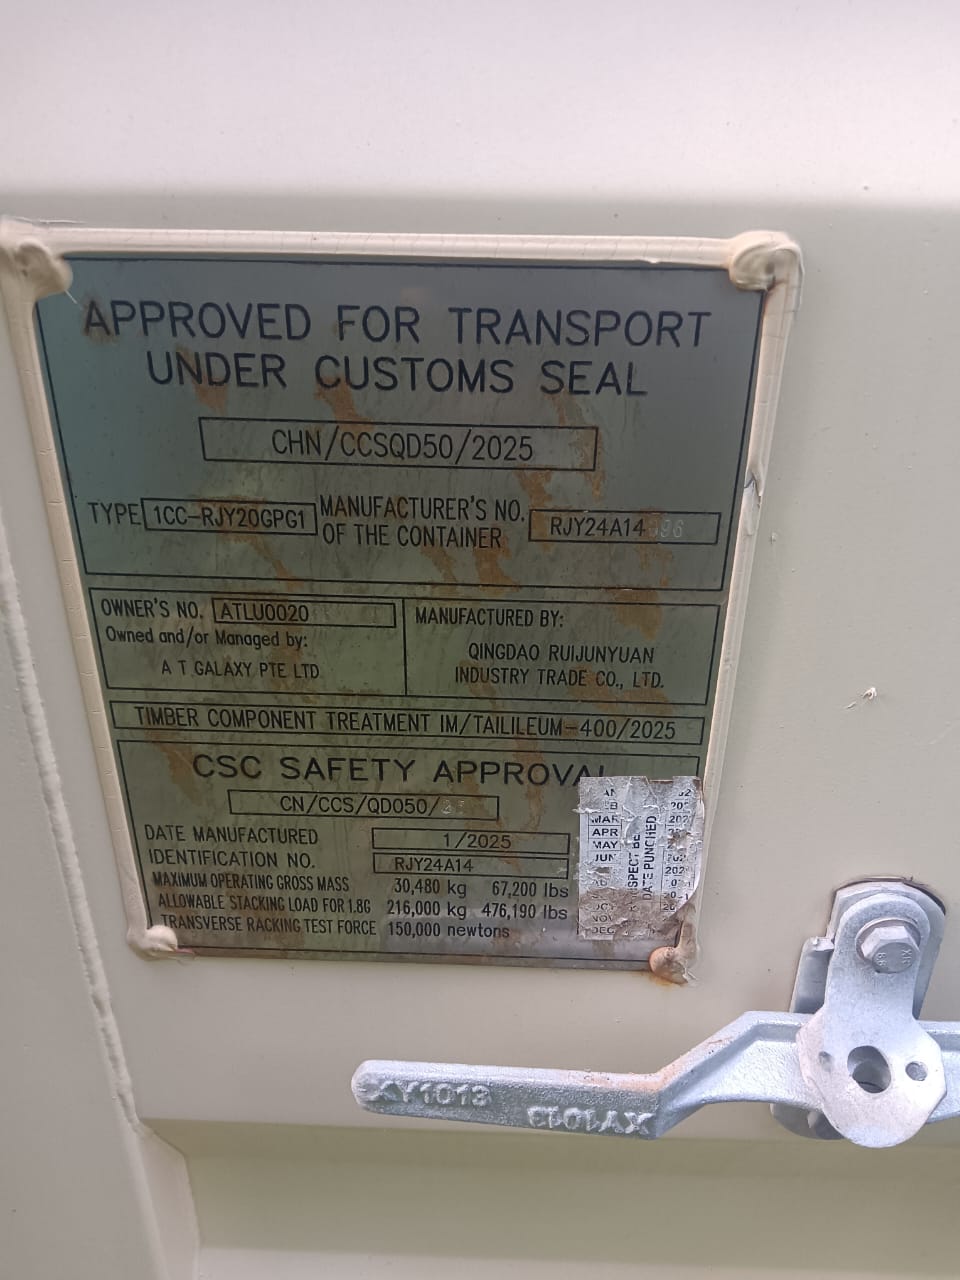 APPROVED FOR TRANSPORT
UNDER CUSTOMS SEAL
CHN/CCSQD50/2025
TYPE 1CC-RJY20GPG1 MANUFACTURER'S NO. OF THE CONTAINER RJY24A14
OWNER'S NO. ATLU0020
Owned and/or Managed by:
A T GALAXY PTE LTD
MANUFACTURED BY:
QINGDAO RUIJUNYUAN
INDUSTRY TRADE CO., LTD.
TIMBER COMPONENT TREATMENT IM/TAILILEUM-400/2025
CSC SAFETY APPROVAL
CN/CCS/QD050/
DATE MANUFACTURED 1/2025
IDENTIFICATION NO. RJY24A14
MAXIMUM OPERATING GROSS MASS 30,480 kg 67,200 lbs
ALLOWABLE STACKING LOAD FOR 1.8G 216,000 kg 476,190 lbs
TRANSVERSE RACKING TEST FORCE 150,000 newtons
MAR
APR
MAY
JUN
NOV
DEC
DATE PUNCHED
XY1013
XY1013